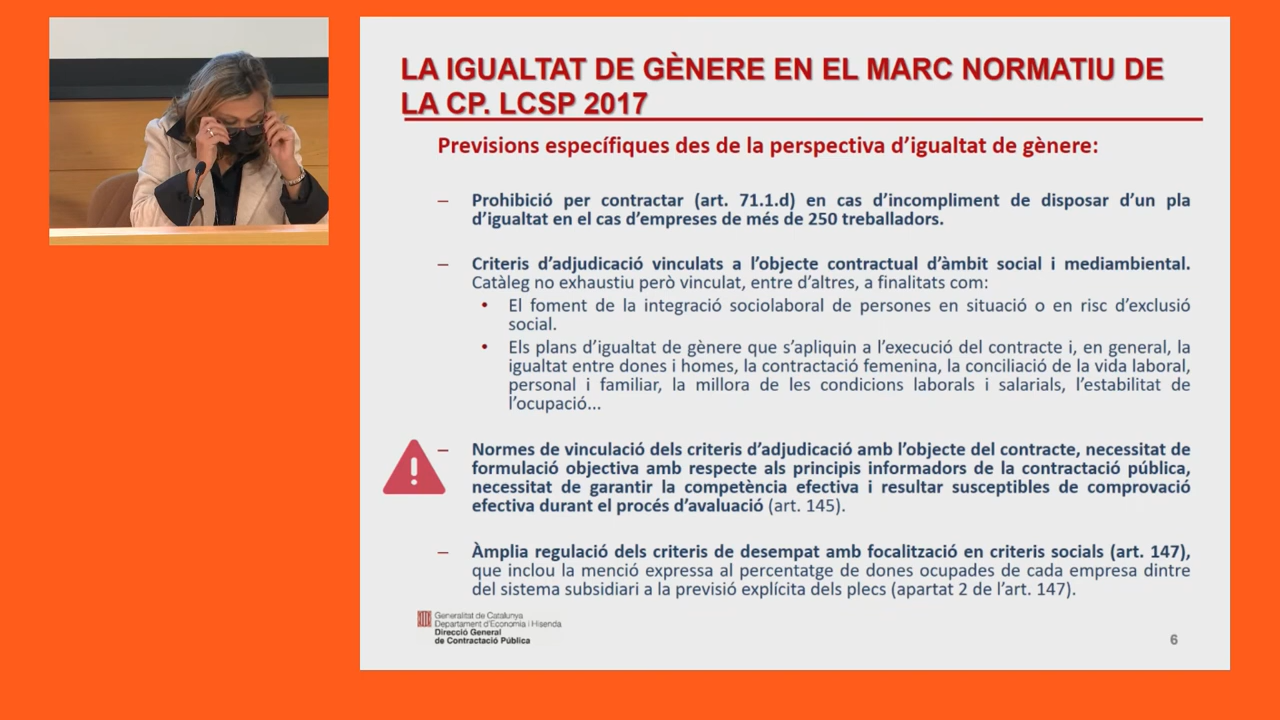 LA IGUALTAT DE GÈNERE EN EL MARC NORMATIU DE
LA CP. LCSP 2017
Previsions específiques des de la perspectiva d'igualtat de gènere:
– Prohibició per contractar (art. 71.1.d) en cas d'incompliment de disposar d'un pla
d'igualtat en el cas d'empreses de més de 250 treballadors.
– Criteris d'adjudicació vinculats a l'objecte contractual d'àmbit social i mediambiental.
Catàleg no exhaustiu però vinculat, entre d'altres, a finalitats com:
• El foment de la integració sociolaboral de persones en situació o en risc d'exclusió
social.
• Els plans d'igualtat de gènere que s'apliquin a l'execució del contracte i, en general, la
igualtat entre dones i homes, la contractació femenina, la conciliació de la vida laboral,
personal i familiar, la millora de les condicions laborals i salarials, l'estabilitat de
l'ocupació...
– Normes de vinculació dels criteris d'adjudicació amb l'objecte del contracte, necessitat de
formulació objectiva amb respecte als principis informadors de la contractació pública,
necessitat de garantir la competència efectiva i resultar susceptibles de comprovació
efectiva durant el procés d'avaluació (art. 145).
– Àmplia regulació dels criteris de desempat amb focalització en criteris socials (art. 147),
que inclou la menció expressa al percentatge de dones ocupades de cada empresa dintre
del sistema subsidiari a la previsió explícita dels plecs (apartat 2 de l'art. 147).
Generalitat de Catalunya
Departament d'Economia i Hisenda
Direcció General
de Contractació Pública
6